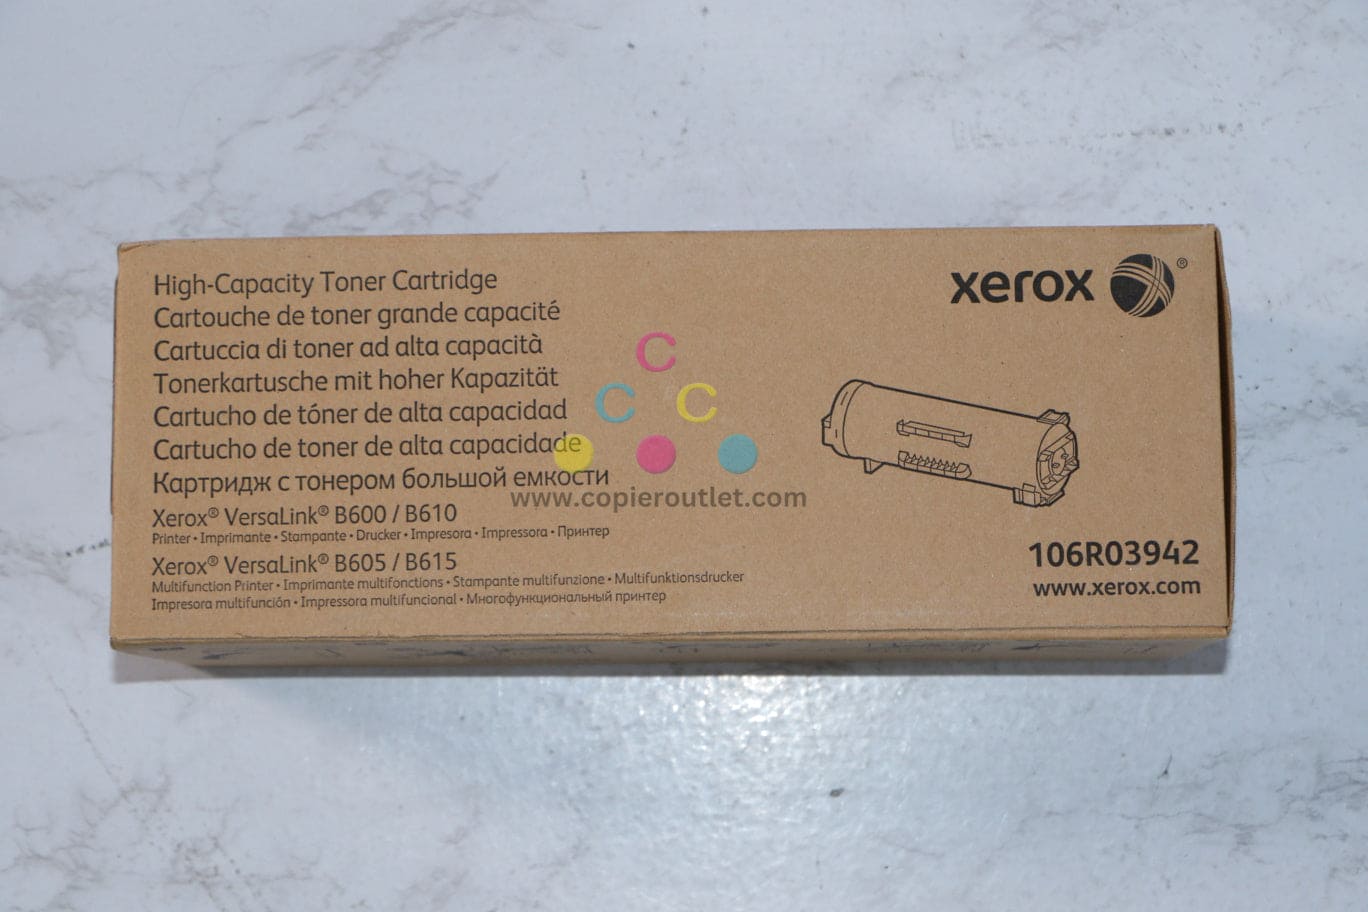 High-Capacity Toner Cartridge
Cartouche de toner grande capacité
Cartuccia di toner ad alta capacità
Tonerkartusche mit hoher Kapazität
Cartucho de tóner de alta capacidad
Cartucho de toner de alta capacidade
Картридж с тонером большой емкости
Xerox® VersaLink® B600 / B610
Printer • Imprimante • Stampante • Drucker • Impresora • Impressora • Принтер
Xerox® VersaLink® B605 / B615
Multifunction Printer • Imprimante multifonctions • Stampante multifunzione • Multifunktionsdrucker
Impresora multifunción • Impressora multifuncional • Многофункциональный принтер
xerox ®
106R03942
www.xerox.com
C
C C
www.copieroutlet.com